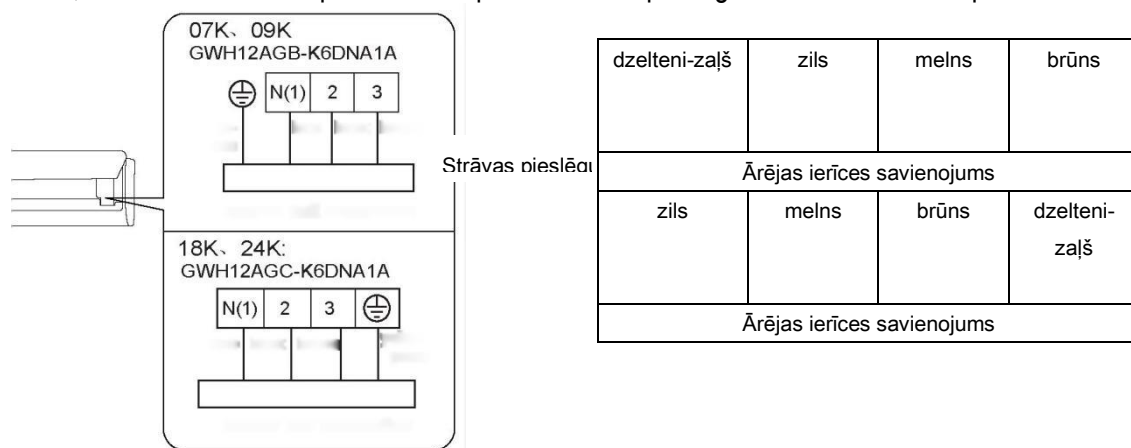 07K、09K
GWH12AGB-K6DNA1A
N(1) 2 3
18K、24K:
GWH12AGC-K6DNA1A
N(1) 2 3
Strāvas
dzelteni-zaļš zils melns brūns
Ārējas ierīces savienojums
zils melns brūns dzelteni-
zaļš
Ārējas ierīces savienojums